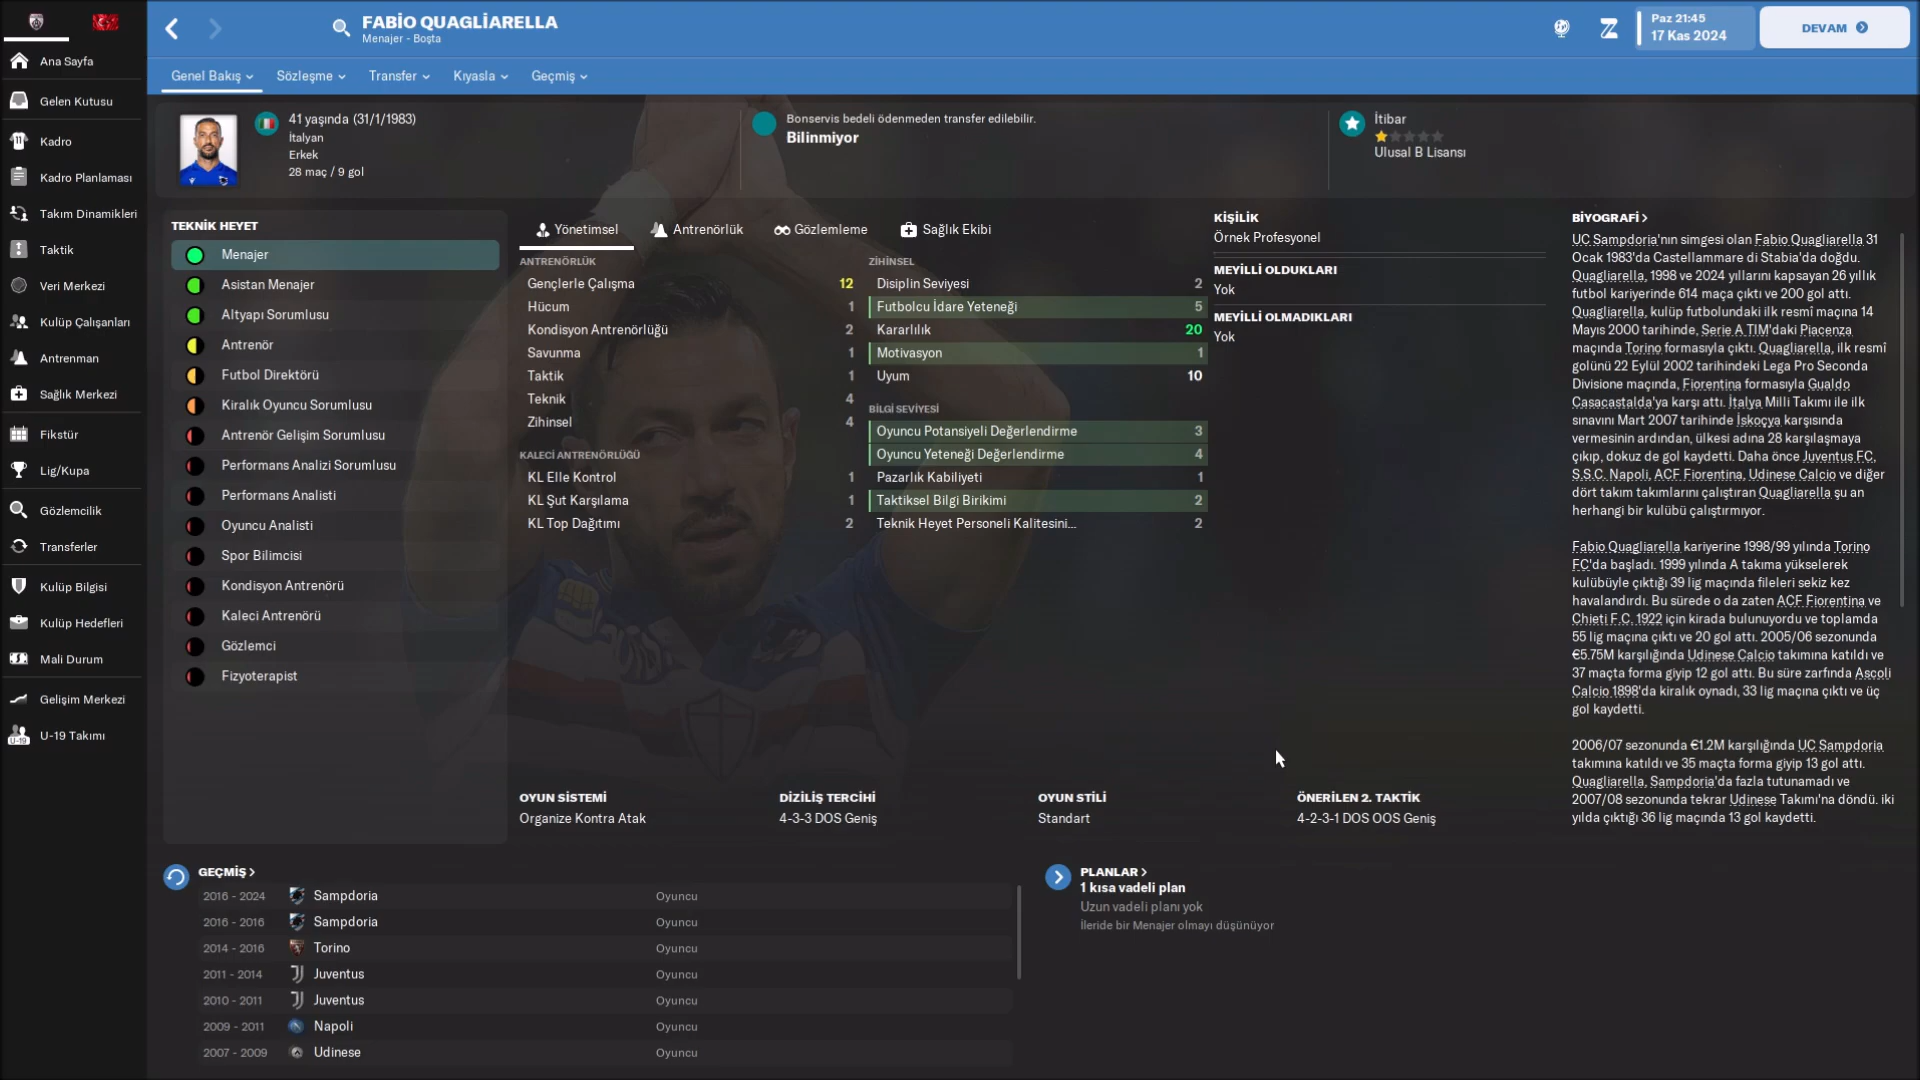 FABİO QUAGLİARELLA
Menajer - Boşta
Paz 21:45
17 Kas 2024
DEVAM
Genel Bakış
Sözleşme
Transfer
Kıyasla
Geçmiş
Ana Sayfa
Gelen Kutusu
Kadro
Kadro Planlaması
Takım Dinamikleri
Taktik
Veri Merkezi
Kulüp Çalışanları
Antrenman
Sağlık Merkezi
Fikstür
Lig/Kupa
Gözlemcilik
Transferler
Kulüp Bilgisi
Kulüp Hedefleri
Mali Durum
Gelişim Merkezi
U-19 Takımı
41 yaşında (31/1/1983)
İtalyan
Erkek
28 maç / 9 gol
Bonservis bedeli ödenmeden transfer edilebilir.
Bilinmiyor
İtibar
Ulusal B Lisansı
TEKNİK HEYET
Menajer
Asistan Menajer
Altyapı Sorumlusu
Antrenör
Futbol Direktörü
Kiralık Oyuncu Sorumlusu
Antrenör Gelişim Sorumlusu
Performans Analizi Sorumlusu
Performans Analisti
Oyuncu Analisti
Spor Bilimcisi
Kondisyon Antrenörü
Kaleci Antrenörü
Gözlemci
Fizyoterapist
Yönetimsel
Antrenörlük
Gözlemleme
Sağlık Ekibi
ANTRENÖRLÜK
Gençlerle Çalışma 12
Hücum 1
Kondisyon Antrenörlüğü 2
Savunma 1
Taktik 1
Teknik 4
Zihinsel 4
KALECİ ANTRENÖRLÜĞÜ
KL Elle Kontrol 1
KL Şut Karşılama 1
KL Top Dağıtımı 2
ZİHİNSEL
Disiplin Seviyesi 2
Futbolcu İdare Yeteneği 5
Kararlılık 20
Motivasyon 1
Uyum 10
BİLGİ SEVİYESİ
Oyuncu Potansiyeli Değerlendirme 3
Oyuncu Yeteneği Değerlendirme 4
Pazarlık Kabiliyeti 1
Taktiksel Bilgi Birikimi 2
Teknik Heyet Personeli Kalitesini... 2
KİŞİLİK
Örnek Profesyonel
MEYİLLİ OLDUKLARI
Yok
MEYİLLİ OLMADIKLARI
Yok
BİYOGRAFİ
UC Sampdoria'nın simgesi olan Fabio Quagliarella 31
Ocak 1983'da Castellammare di Stabia'da doğdu.
Quagliarella, 1998 ve 2024 yıllarını kapsayan 26 yıllık
futbol kariyerinde 614 maça çıktı ve 200 gol attı.
Quagliarella, kulüp futbolundaki ilk resmî maçına 14
Mayıs 2000 tarihinde, Serie A TIM'daki Piacenza
maçında Torino formasıyla çıktı. Quagliarella, ilk resmî
golünü 22 Eylül 2002 tarihindeki Lega Pro Seconda
Divisione maçında, Fiorentina formasıyla Gualdo
Casacastalda'ya karşı attı. İtalya Milli Takımı ile ilk
sınavını Mart 2007 tarihinde İskoçya karşısında
vermesinin ardından, ülkesi adına 28 karşılaşmaya
çıkıp, dokuz de gol kaydetti. Daha önce Juventus FC,
S.S.C. Napoli, ACF Fiorentina, Udinese Calcio ve diğer
dört takım takımlarını çalıştıran Quagliarella şu an
herhangi bir kulübü çalıştırmıyor.
Fabio Quagliarella kariyerine 1998/99 yılında Torino
FC'da başladı. 1999 yılında A takıma yükselerek
kulübüyle çıktığı 39 lig maçında fileleri sekiz kez
havalandırdı. Bu sürede o da zaten ACF Fiorentina ve
Chieti F.C. 1922 için kirada bulunuyordu ve toplamda
55 lig maçına çıktı ve 20 gol attı. 2005/06 sezonunda
€5.75M karşılığında Udinese Calcio takımına katıldı ve
37 maçta forma giyip 12 gol attı. Bu süre zarfında Ascoli
Calcio 1898'da kiralık oynadı, 33 lig maçına çıktı ve üç
gol kaydetti.
2006/07 sezonunda €1.2M karşılığında UC Sampdoria
takımına katıldı ve 35 maçta forma giyip 13 gol attı.
Quagliarella, Sampdoria'da fazla tutunamadı ve
2007/08 sezonunda tekrar Udinese Takımı'na döndü. iki
yılda çıktığı 36 lig maçında 13 gol kaydetti.
OYUN SİSTEMİ
Organize Kontra Atak
DİZİLİŞ TERCİHİ
4-3-3 DOS Geniş
OYUN STİLİ
Standart
ÖNERİLEN 2. TAKTİK
4-2-3-1 DOS OOS Geniş
GEÇMİŞ
2016 - 2024 Sampdoria Oyuncu
2016 - 2016 Sampdoria Oyuncu
2014 - 2016 Torino Oyuncu
2011 - 2014 Juventus Oyuncu
2010 - 2011 Juventus Oyuncu
2009 - 2011 Napoli Oyuncu
2007 - 2009 Udinese Oyuncu
PLANLAR
1 kısa vadeli plan
Uzun vadeli planı yok
İleride bir Menajer olmayı düşünüyor